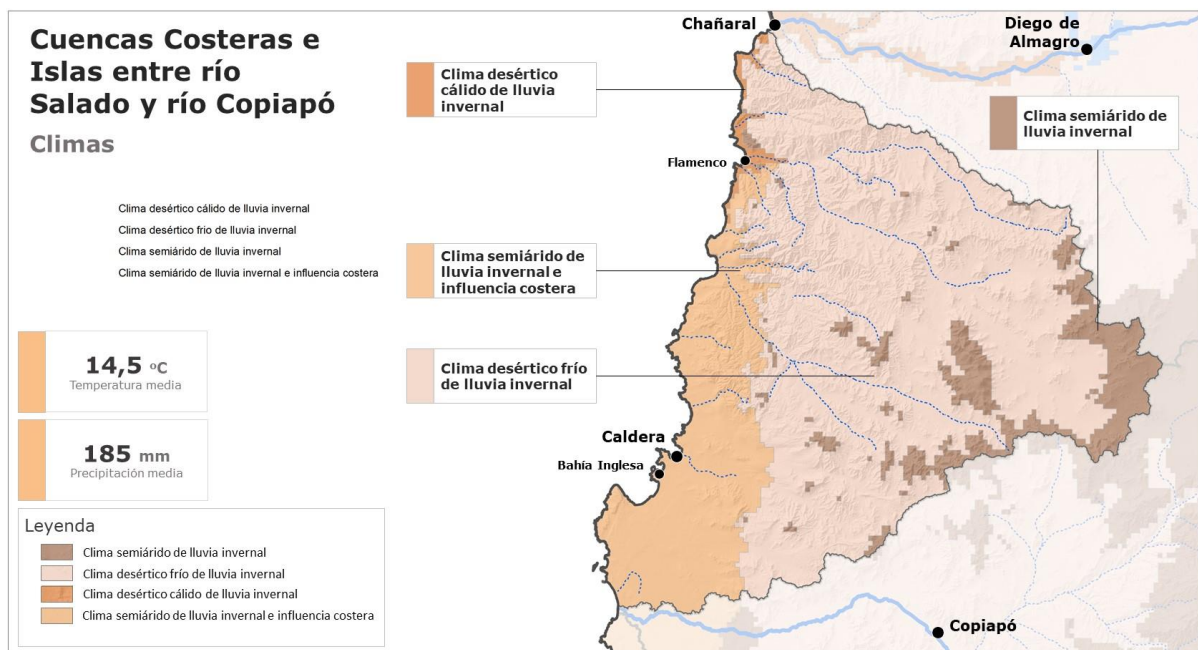 Cuencas Costeras e
Islas entre río
Salado y río Copiapó
Climas
Clima desértico cálido de lluvia invernal
Clima desértico frio de lluvia invernal
Clima semiárido de lluvia invernal
Clima semiárido de lluvia invernal e influencia costera
14,5 ºC
Temperatura media
185 mm
Precipitación media
Leyenda
Clima semiárido de lluvia invernal
Clima desértico frío de lluvia invernal
Clima desértico cálido de lluvia invernal
Clima semiárido de lluvia invernal e influencia costera
Clima desértico
cálido de lluvia
invernal
Clima semiárido de
lluvia invernal e
influencia costera
Clima desértico frío
de lluvia invernal
Clima semiárido de
lluvia invernal
Chañaral
Diego de
Almagro
Flamenco
Caldera
Bahía Inglesa
Copiapó